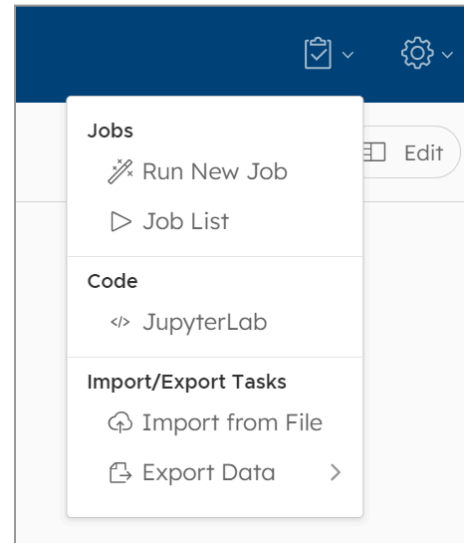 Edit
Jobs
Run New Job
Job List
Code
JupyterLab
Import/Export Tasks
Import from File
Export Data